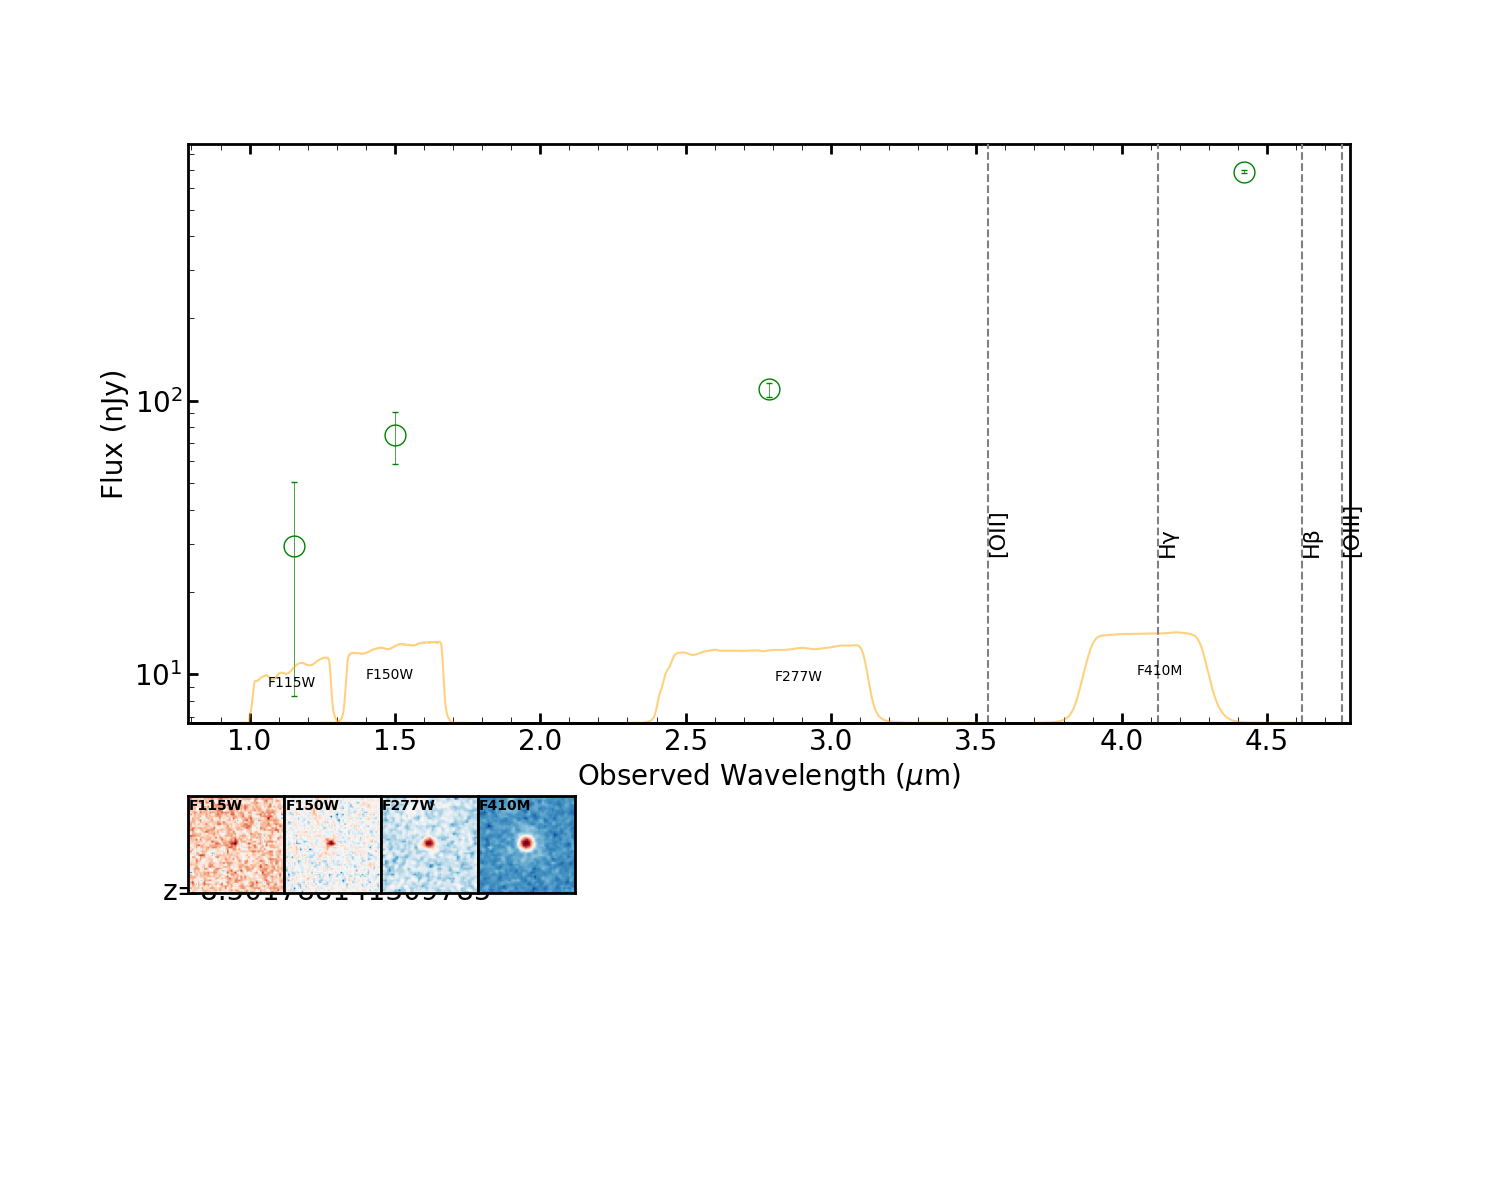 Flux (nJy)
10²
10¹
[OII]
Hγ
Hβ
[OIII]
F115W
F150W
F277W
F410M
1.0 1.5 2.0 2.5 3.0 3.5 4.0 4.5
Observed Wavelength (μm)
F115W F150W F277W F410M